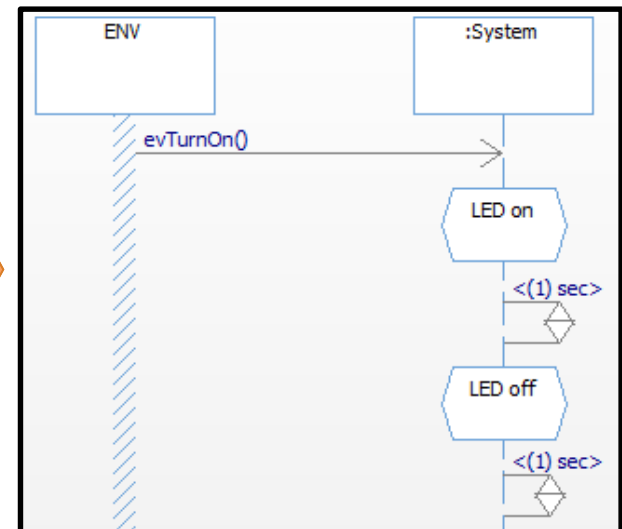 ENV
:System
evTurnOn()
LED on
<(1) sec>
LED off
<(1) sec>